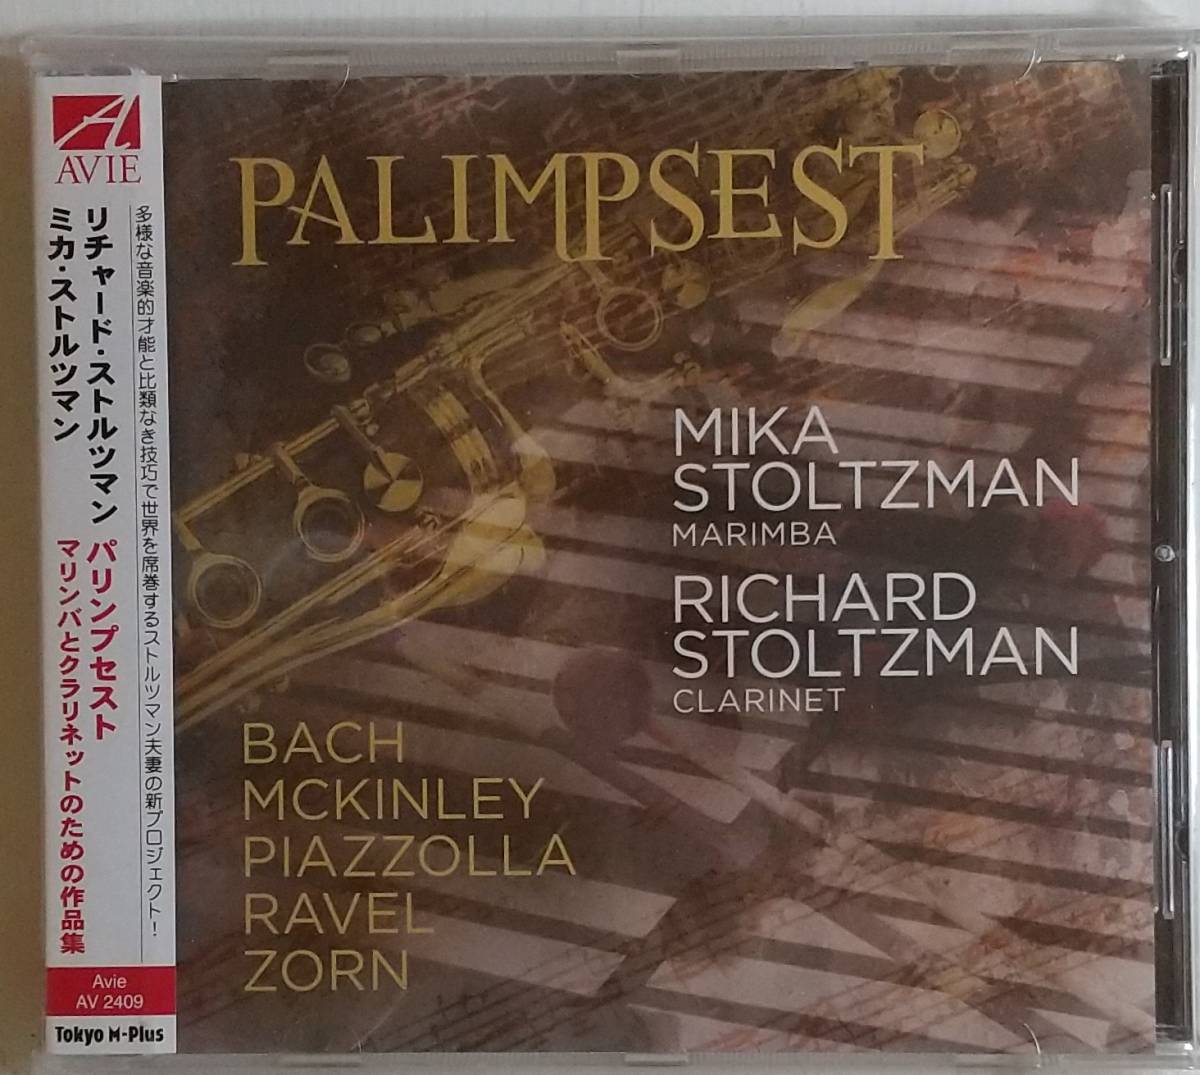 AVIE
多様な音楽的才能と比類なき技巧で世界を席巻するストルツマン夫妻の新プロジェクト！
リチャード・ストルツマン パリンプセスト
ミカ・ストルツマン マリンバとクラリネットのための作品集
Avie
AV 2409
Tokyo M-Plus
PALIMPSEST
MIKA
STOLTZMAN
MARIMBA
RICHARD
STOLTZMAN
CLARINET
BACH
MCKINLEY
PIAZZOLLA
RAVEL
ZORN